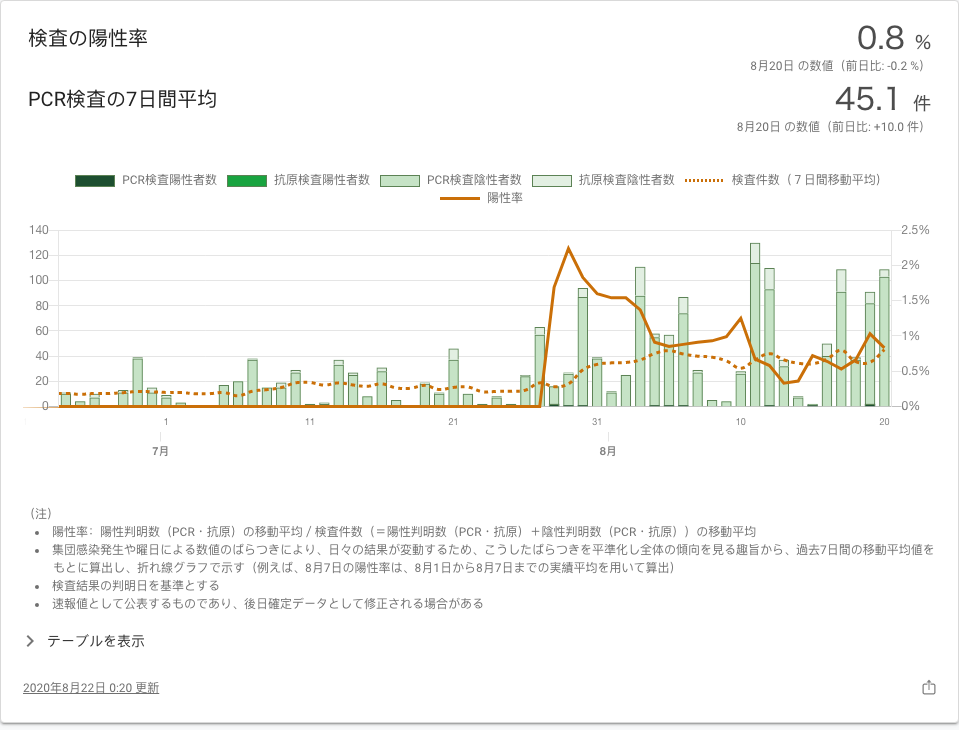 検査の陽性率
0.8 %
8月20日 の数値（前日比: -0.2 %）
PCR検査の7日間平均
45.1 件
8月20日 の数値（前日比: +10.0 件）
PCR検査陽性者数 抗原検査陽性者数 PCR検査陰性者数 抗原検査陰性者数 検査件数（７日間移動平均）
陽性率
140 2.5%
120 2%
100
80 1.5%
60 1%
40
20 0.5%
0 0%
1 11 21 31 10 20
7月 8月
（注）
• 陽性率：陽性判明数（PCR・抗原）の移動平均 / 検査件数（＝陽性判明数（PCR・抗原）＋陰性判明数（PCR・抗原））の移動平均
• 集団感染発生や曜日による数値のばらつきにより、日々の結果が変動するため、こうしたばらつきを平準化し全体の傾向を見る趣旨から、過去7日間の移動平均値を
もとに算出し、折れ線グラフで示す（例えば、8月7日の陽性率は、8月1日から8月7日までの実績平均を用いて算出）
• 検査結果の判明日を基準とする
• 速報値として公表するものであり、後日確定データとして修正される場合がある
テーブルを表示
2020年8月22日 0:20 更新